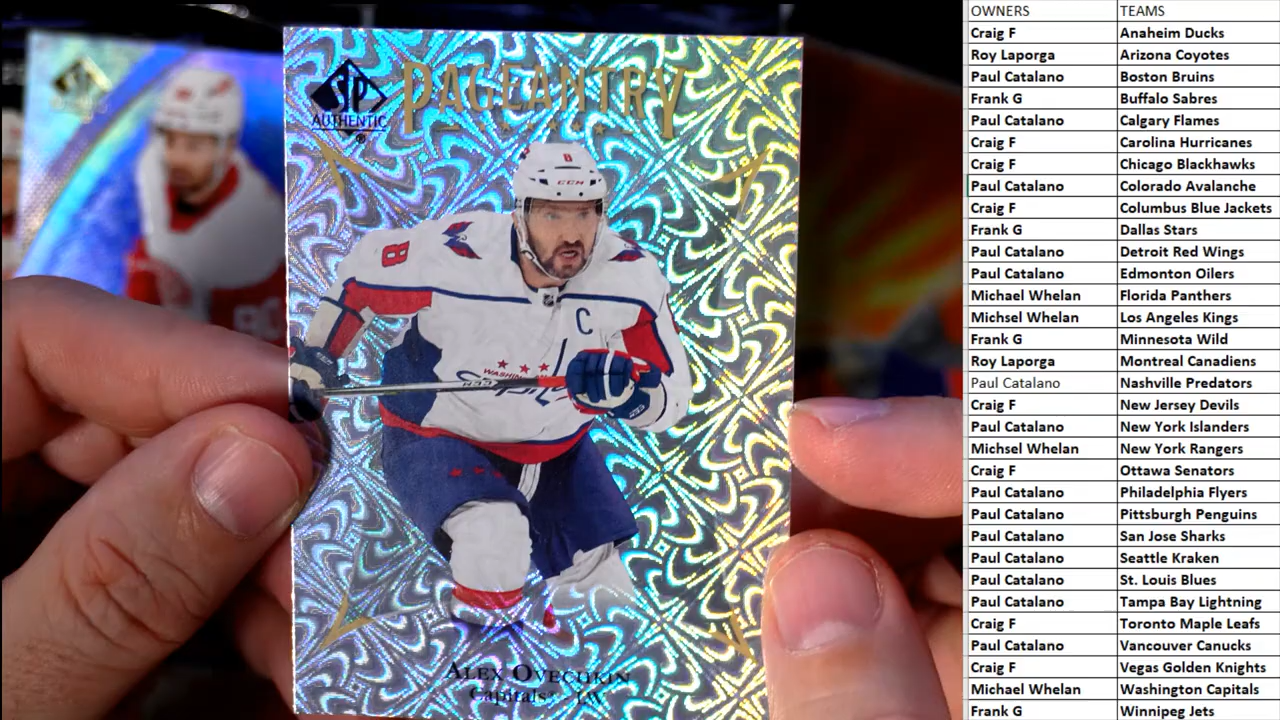 SP
AUTHENTIC
PAGEANTRY
8
CCM
8
C
WASHINGTON
Capitals
ALEX OVECHKIN
Capitals® - LW
OWNERS TEAMS
Craig F Anaheim Ducks
Roy Laporga Arizona Coyotes
Paul Catalano Boston Bruins
Frank G Buffalo Sabres
Paul Catalano Calgary Flames
Craig F Carolina Hurricanes
Craig F Chicago Blackhawks
Paul Catalano Colorado Avalanche
Craig F Columbus Blue Jackets
Frank G Dallas Stars
Paul Catalano Detroit Red Wings
Paul Catalano Edmonton Oilers
Michael Whelan Florida Panthers
Michsel Whelan Los Angeles Kings
Frank G Minnesota Wild
Roy Laporga Montreal Canadiens
Paul Catalano Nashville Predators
Craig F New Jersey Devils
Paul Catalano New York Islanders
Michsel Whelan New York Rangers
Craig F Ottawa Senators
Paul Catalano Philadelphia Flyers
Paul Catalano Pittsburgh Penguins
Paul Catalano San Jose Sharks
Paul Catalano Seattle Kraken
Paul Catalano St. Louis Blues
Paul Catalano Tampa Bay Lightning
Craig F Toronto Maple Leafs
Paul Catalano Vancouver Canucks
Craig F Vegas Golden Knights
Michael Whelan Washington Capitals
Frank G Winnipeg Jets